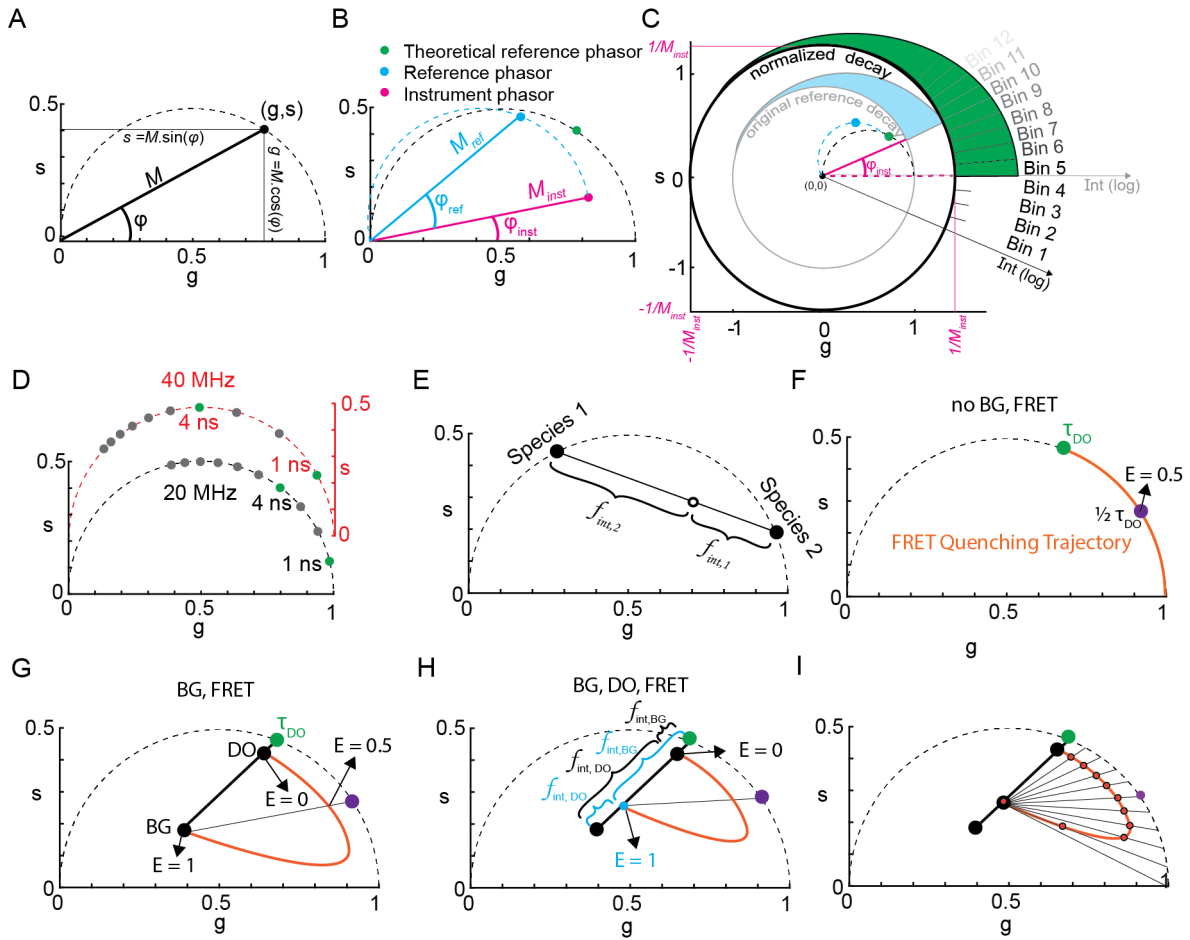 A
0.5
s
0
0
0.5
1
g
(g,s)
s =M.sin(φ)
g =M.cos(φ)
M
φ
B
Theoretical reference phasor
Reference phasor
Instrument phasor
0.5
s
0
0
0.5
1
g
M_ref
φ_ref
M_inst
φ_inst
C
1/M_inst
1
s 0
-1
-1/M_inst
-1/M_inst
-1
0
1
1/M_inst
g
normalized decay
original reference decay
φ_inst
(0,0)
Bin 12
Bin 11
Bin 10
Bin 9
Bin 8
Bin 7
Bin 6
Bin 5
Bin 4
Bin 3
Bin 2
Bin 1
Int (log)
Int (log)
D
40 MHz
4 ns
1 ns
0.5
s
0
20 MHz
4 ns
1 ns
0.5
s
0
0
0.5
1
g
E
Species 1
Species 2
f_int,2
f_int,1
0.5
s
0
0
0.5
1
g
F
no BG, FRET
τ_DO
E = 0.5
½ τ_DO
FRET Quenching Trajectory
0.5
s
0
0
0.5
1
g
G
BG, FRET
τ_DO
DO
E = 0.5
E = 0
BG
E = 1
0.5
s
0
0
0.5
1
g
H
BG, DO, FRET
f_int,BG
f_int,BG
f_int, DO
f_int, DO
E = 0
E = 1
0.5
s
0
0
0.5
1
g
I
0.5
s
0
0
0.5
1
g